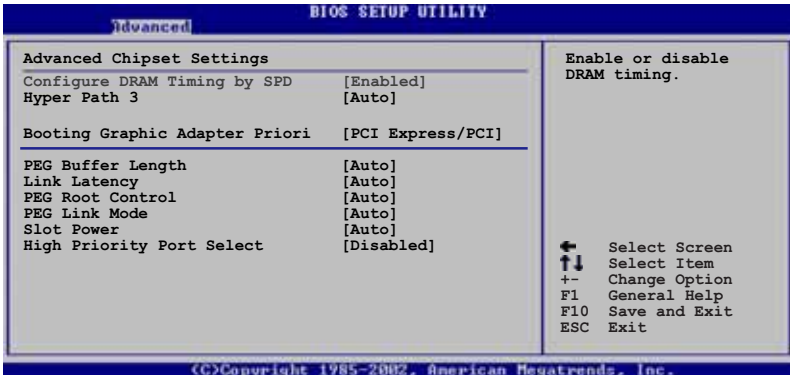 BIOS SETUP UTILITY
Advanced
Advanced Chipset Settings
Configure DRAM Timing by SPD [Enabled]
Hyper Path 3 [Auto]
Booting Graphic Adapter Priori [PCI Express/PCI]
PEG Buffer Length [Auto]
Link Latency [Auto]
PEG Root Control [Auto]
PEG Link Mode [Auto]
Slot Power [Auto]
High Priority Port Select [Disabled]
Enable or disable
DRAM timing.
← Select Screen
↑↓ Select Item
+- Change Option
F1 General Help
F10 Save and Exit
ESC Exit
(C)Copyright 1985-2002, American Megatrends, Inc.